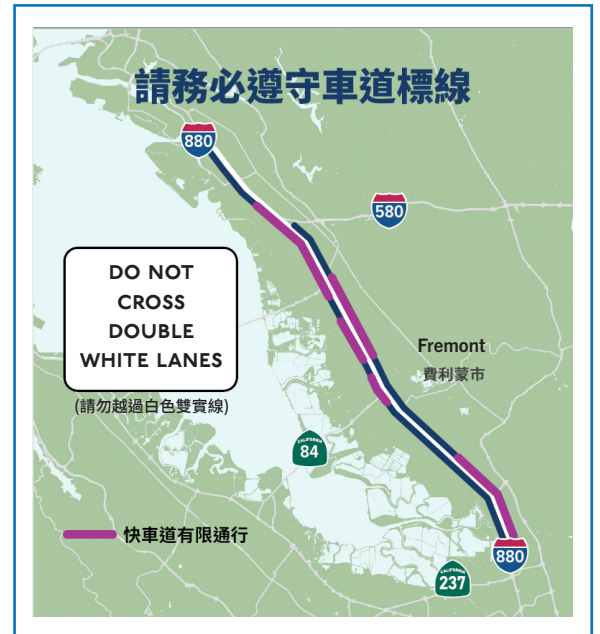 請務必遵守車道標線
880
580
DO NOT
CROSS
DOUBLE
WHITE LANES
(請勿越過白色雙實線)
Fremont
費利蒙市
CALIFORNIA
84
快車道有限通行
880
CALIFORNIA
237